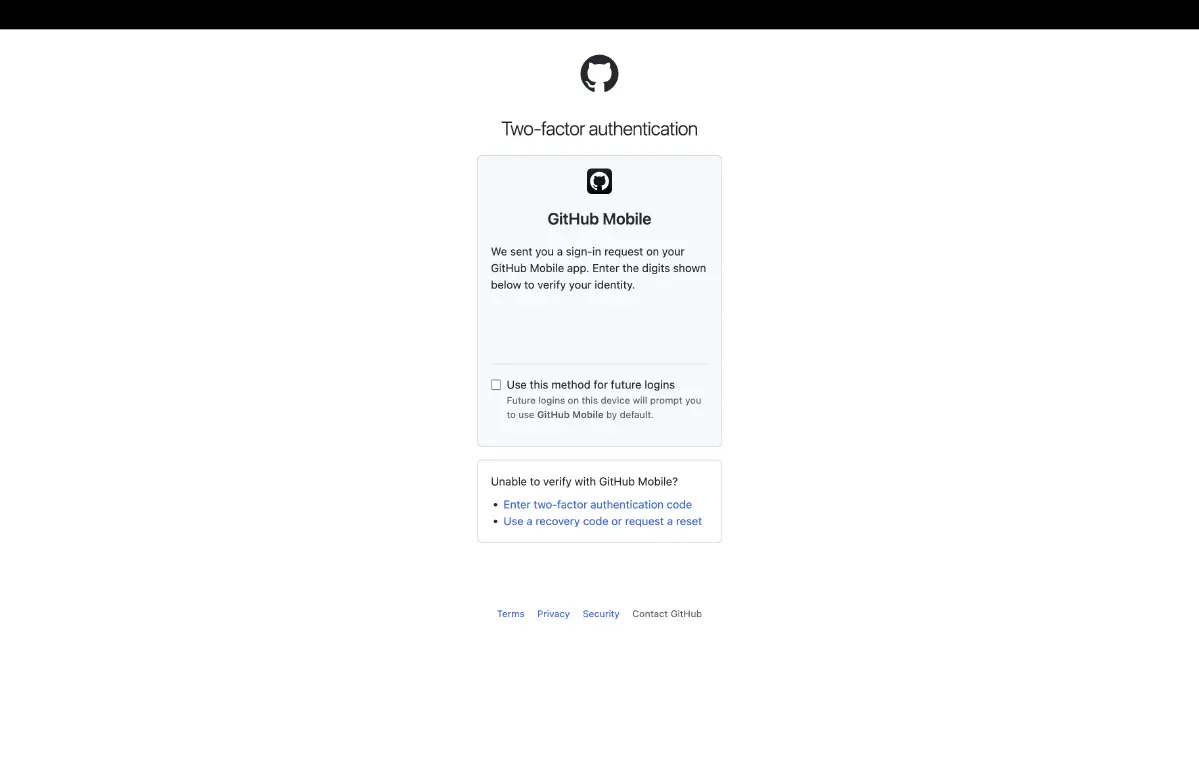 Two-factor authentication
GitHub Mobile
We sent you a sign-in request on your
GitHub Mobile app. Enter the digits shown
below to verify your identity.
Use this method for future logins
Future logins on this device will prompt you
to use GitHub Mobile by default.
Unable to verify with GitHub Mobile?
• Enter two-factor authentication code
• Use a recovery code or request a reset
Terms Privacy Security Contact GitHub